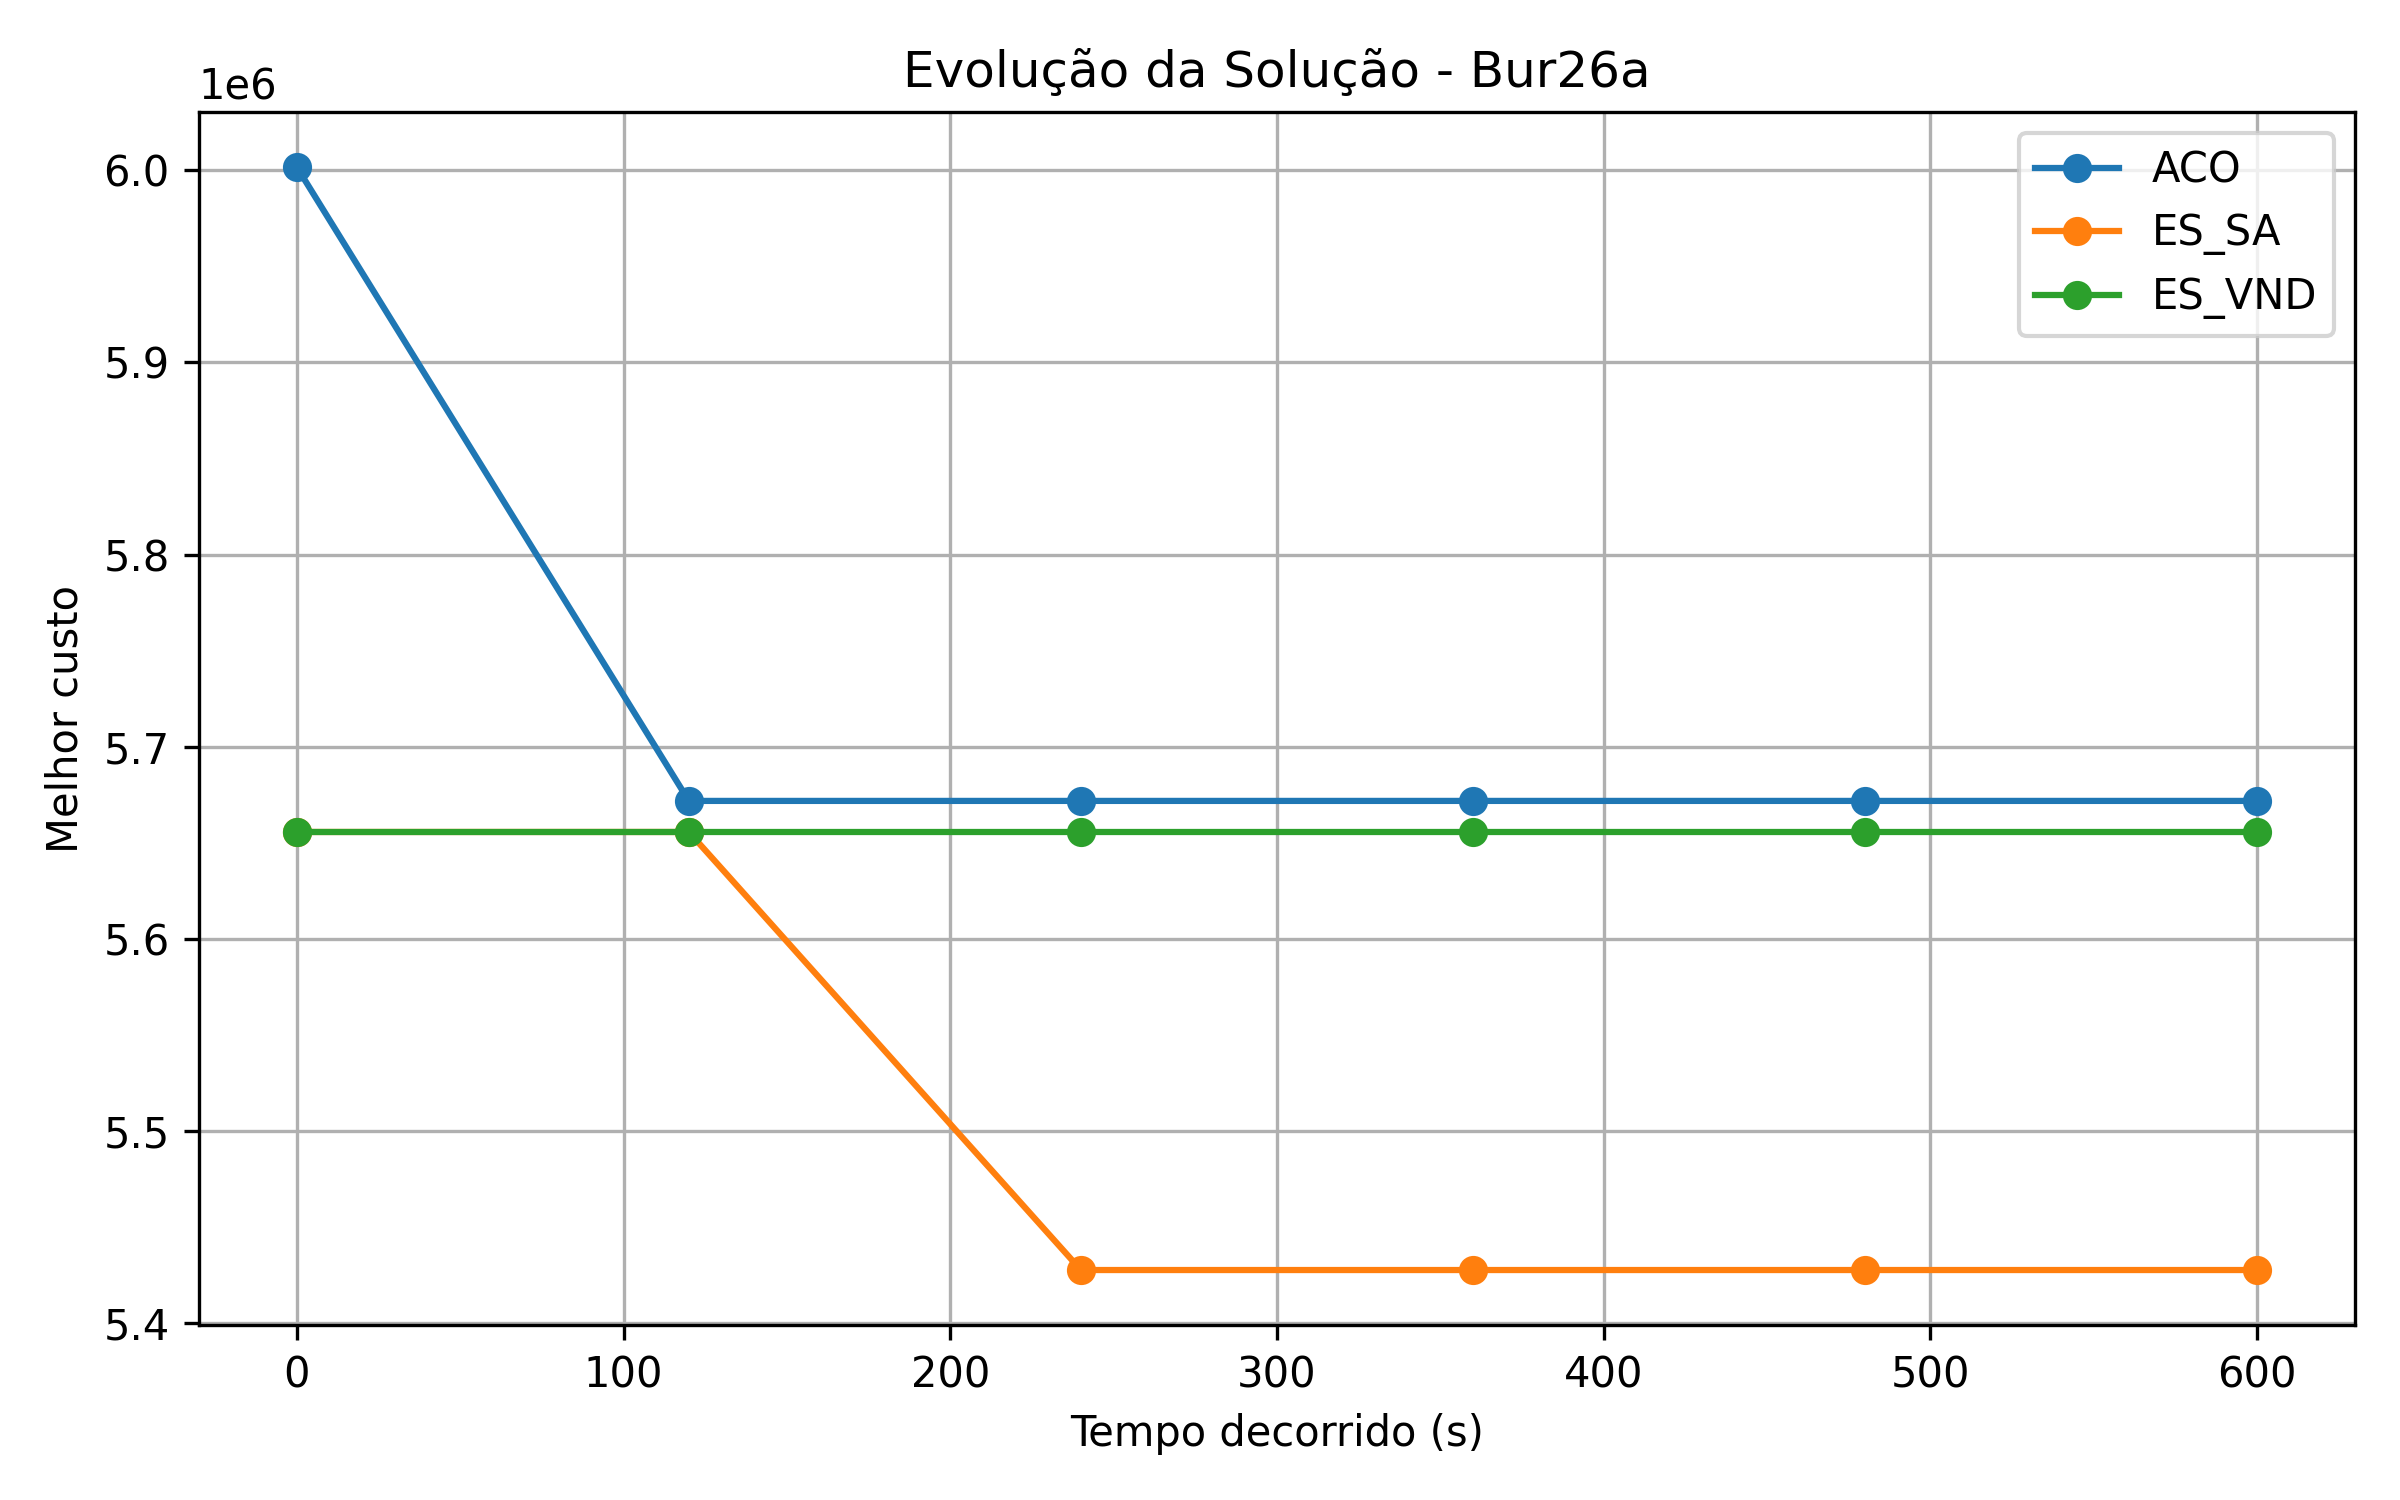 Evolução da Solução - Bur26a
1e6
6.0
5.9
5.8
5.7
5.6
5.5
5.4
Melhor custo
ACO
ES_SA
ES_VND
0 100 200 300 400 500 600
Tempo decorrido (s)